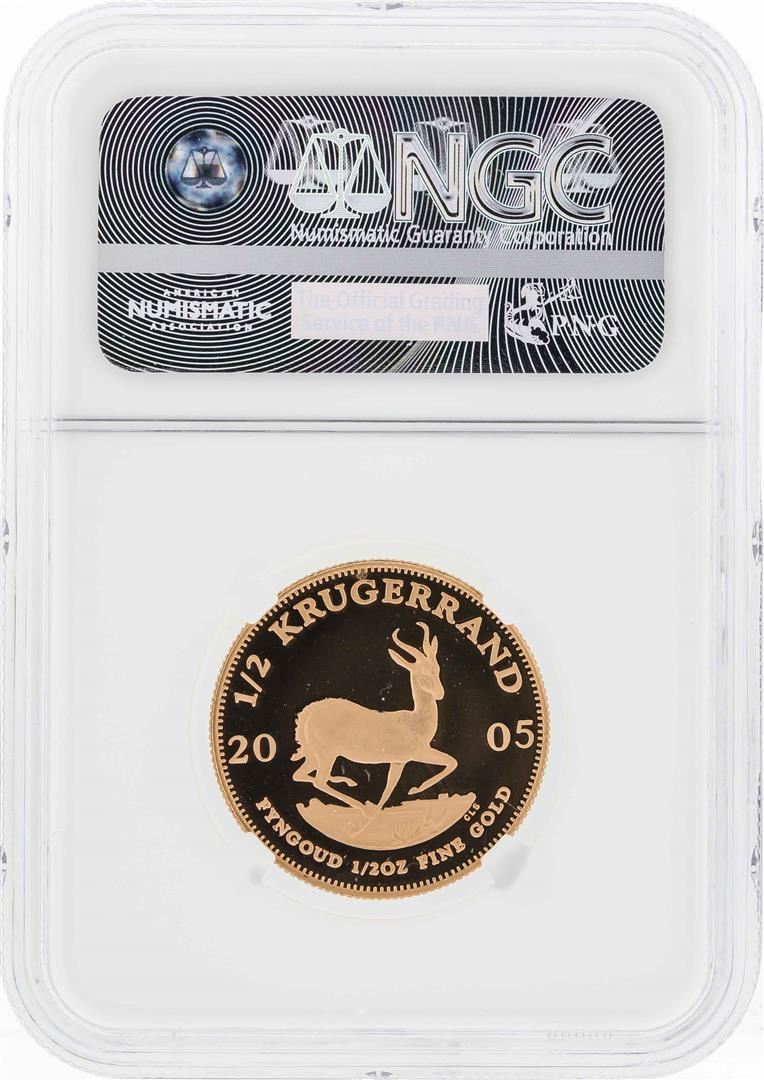 NGC
Numismatic Guaranty Corporation
AMERICAN
NUMISMATIC
ASSOCIATION
The Official Grading
Service of the PNG
PNG
1/2 KRUGERRAND
20 05
CLS
FYNGOUD 1/2OZ FINE GOLD